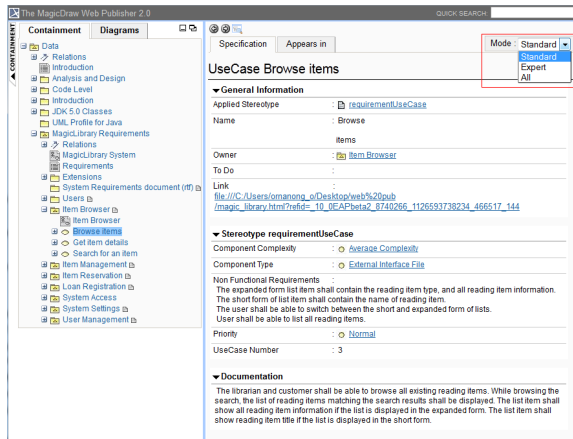 The MagicDraw Web Publisher 2.0
QUICK SEARCH:
CONTAINMENT
Containment
Diagrams
Data
Relations
Introduction
Analysis and Design
Code Level
Introduction
JDK 5.0 Classes
UML Profile for Java
MagicLibrary Requirements
Relations
MagicLibrary System
Requirements
Extensions
System Requirements document (rtf)
Users
Item Browser
Item Browser
Browse items
Get item details
Search for an item
Item Management
Item Reservation
Loan Registration
System Access
System Settings
User Management
Specification
Appears in
Mode : Standard
Standard
Expert
All
UseCase Browse items
General Information
Applied Stereotype : requirementUseCase
Name : Browse
items
Owner : Item Browser
To Do :
Link :
file:///C:/Users/omanong_o/Desktop/web%20pub
/magic_library.html?refid=_10_0EAPbeta2_8740266_1126593738234_466517_144
Stereotype requirementUseCase
Component Complexity : Average Complexity
Component Type : External Interface File
Non Functional Requirements :
The expanded form list item shall contain the reading item type, and all reading item information.
The short form of list item shall contain the name of reading item.
The user shall be able to switch between the short and expanded form of lists.
User shall be able to list all reading items.
Priority : Normal
UseCase Number : 3
Documentation
The librarian and customer shall be able to browse all existing reading items. While browsing the
search, the list of reading items matching the search results shall be displayed. The list item shall
show all reading item information if the list is displayed in the expanded form. The list item shall
show reading item title if the list is displayed in the short form.